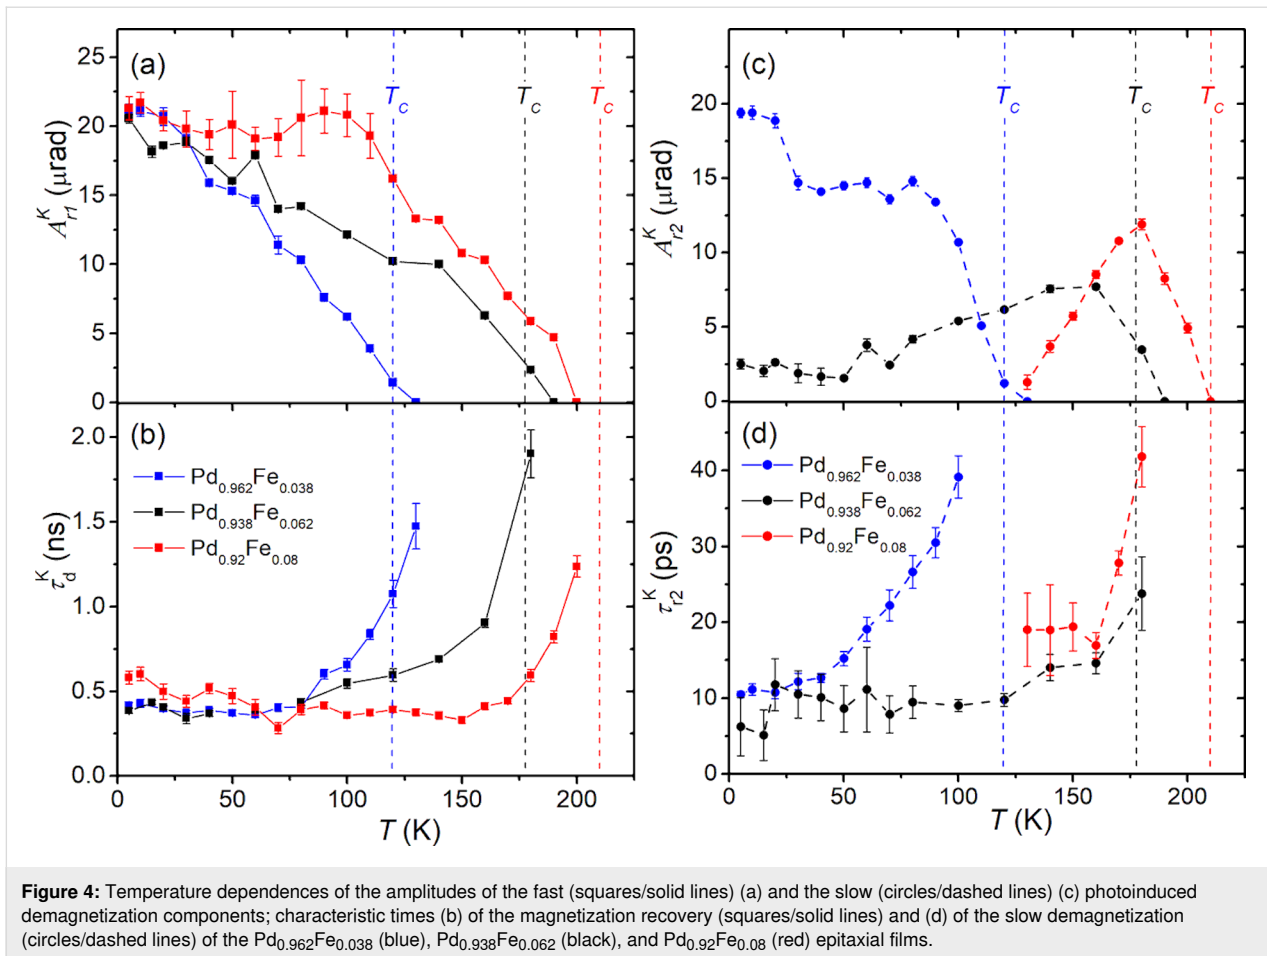 (a)
T_C
T_C
T_C
25
20
15
10
5
0
A_r1^K (μrad)
(c)
T_C
T_C
T_C
20
15
10
5
0
A_r2^K (μrad)
(b)
Pd0.962Fe0.038
Pd0.938Fe0.062
Pd0.92Fe0.08
2.0
1.5
1.0
0.5
0.0
τ_d^K (ns)
0 50 100 150 200
T (K)
(d)
Pd0.962Fe0.038
Pd0.938Fe0.062
Pd0.92Fe0.08
40
30
20
10
0
τ_r2^K (ps)
0 50 100 150 200
T (K)
Figure 4: Temperature dependences of the amplitudes of the fast (squares/solid lines) (a) and the slow (circles/dashed lines) (c) photoinduced
demagnetization components; characteristic times (b) of the magnetization recovery (squares/solid lines) and (d) of the slow demagnetization
(circles/dashed lines) of the Pd0.962Fe0.038 (blue), Pd0.938Fe0.062 (black), and Pd0.92Fe0.08 (red) epitaxial films.